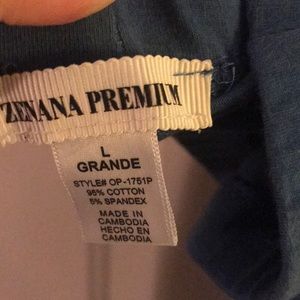 ZENANA PREMIUM
L
GRANDE
STYLE# OP-1751P
95% COTTON
5% SPANDEX
MADE IN
CAMBODIA
HECHO EN
CAMBODIA